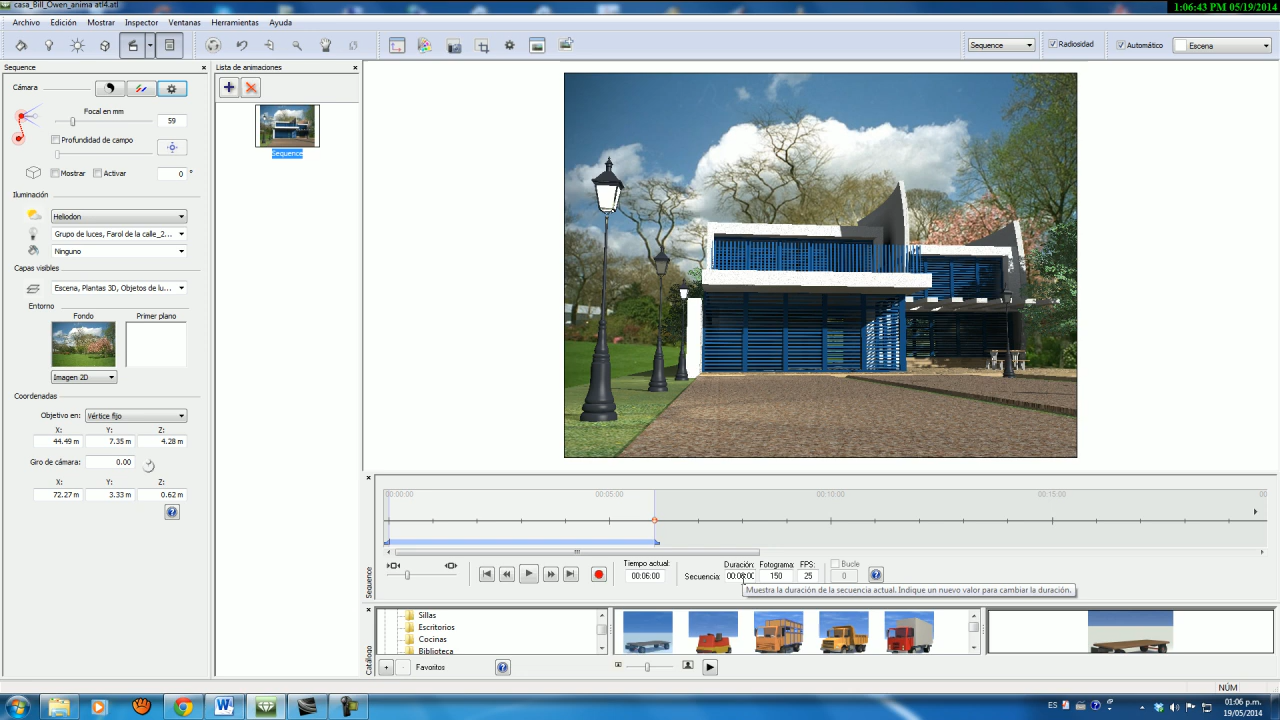 casa_Bill_Owen_anima atl4.atl
1:06:43 PM 05/19/2014
Archivo Edición Mostrar Inspector Ventanas Herramientas Ayuda
Sequence Radiosidad Automático Escena
Sequence
Cámara
Focal en mm
59
Profundidad de campo
Mostrar Activar 0 °
Iluminación
Heliodon
Grupo de luces, Farol de la calle_2...
Ninguno
Capas visibles
Escena, Plantas 3D, Objetos de lu...
Entorno
Fondo Primer plano
Imagen 2D
Coordenadas
Objetivo en: Vértice fijo
X: Y: Z:
44.49 m 7.35 m 4.28 m
Giro de cámara: 0.00
X: Y: Z:
72.27 m 3.33 m 0.62 m
Lista de animaciones
Sequence
00:00:00 00:05:00 00:10:00 00:15:00 00
Sequence
Tiempo actual: Duración: Fotograma: FPS: Bucle
00:06:00 Secuencia: 00:06:00 150 25 0
Muestra la duración de la secuencia actual. Indique un nuevo valor para cambiar la duración.
Catálogo
Sillas
Escritorios
Cocinas
Biblioteca
Favoritos
NÚM
ES 01:06 p.m.
19/05/2014